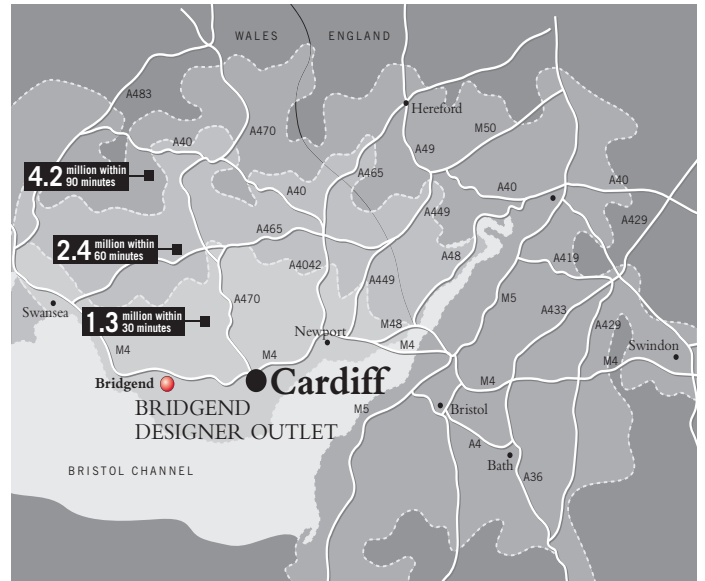 WALES ENGLAND
A483
Hereford
A470
M50
A40
A49
4.2 million within
90 minutes
A465
A40
A40
A40
A449
A429
A465
2.4 million within
60 minutes
A48
A419
A4042
A449
A470
M5
A433
Swansea
1.3 million within
30 minutes
Newport
M48
A429
M4
M4
M4
Swindon
M4
Bridgend
Cardiff
M4
BRIDGEND
DESIGNER OUTLET
M5
Bristol
A4
Bath
BRISTOL CHANNEL
A36